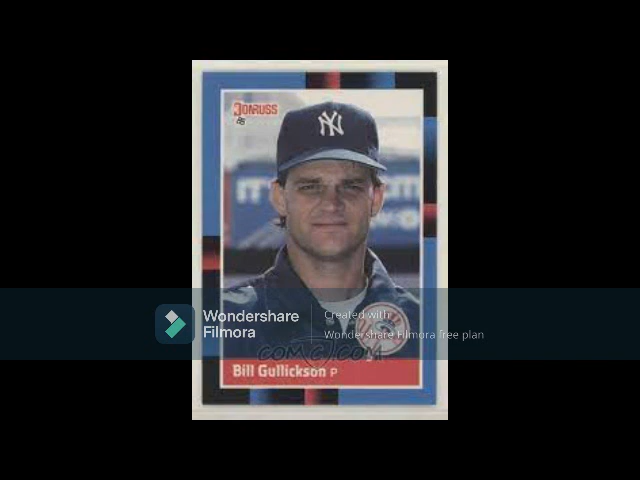 DONRUSS
88
NY
Wondershare
Filmora
Created with
Wondershare Filmora free plan
COMC.COM
Bill Gullickson P